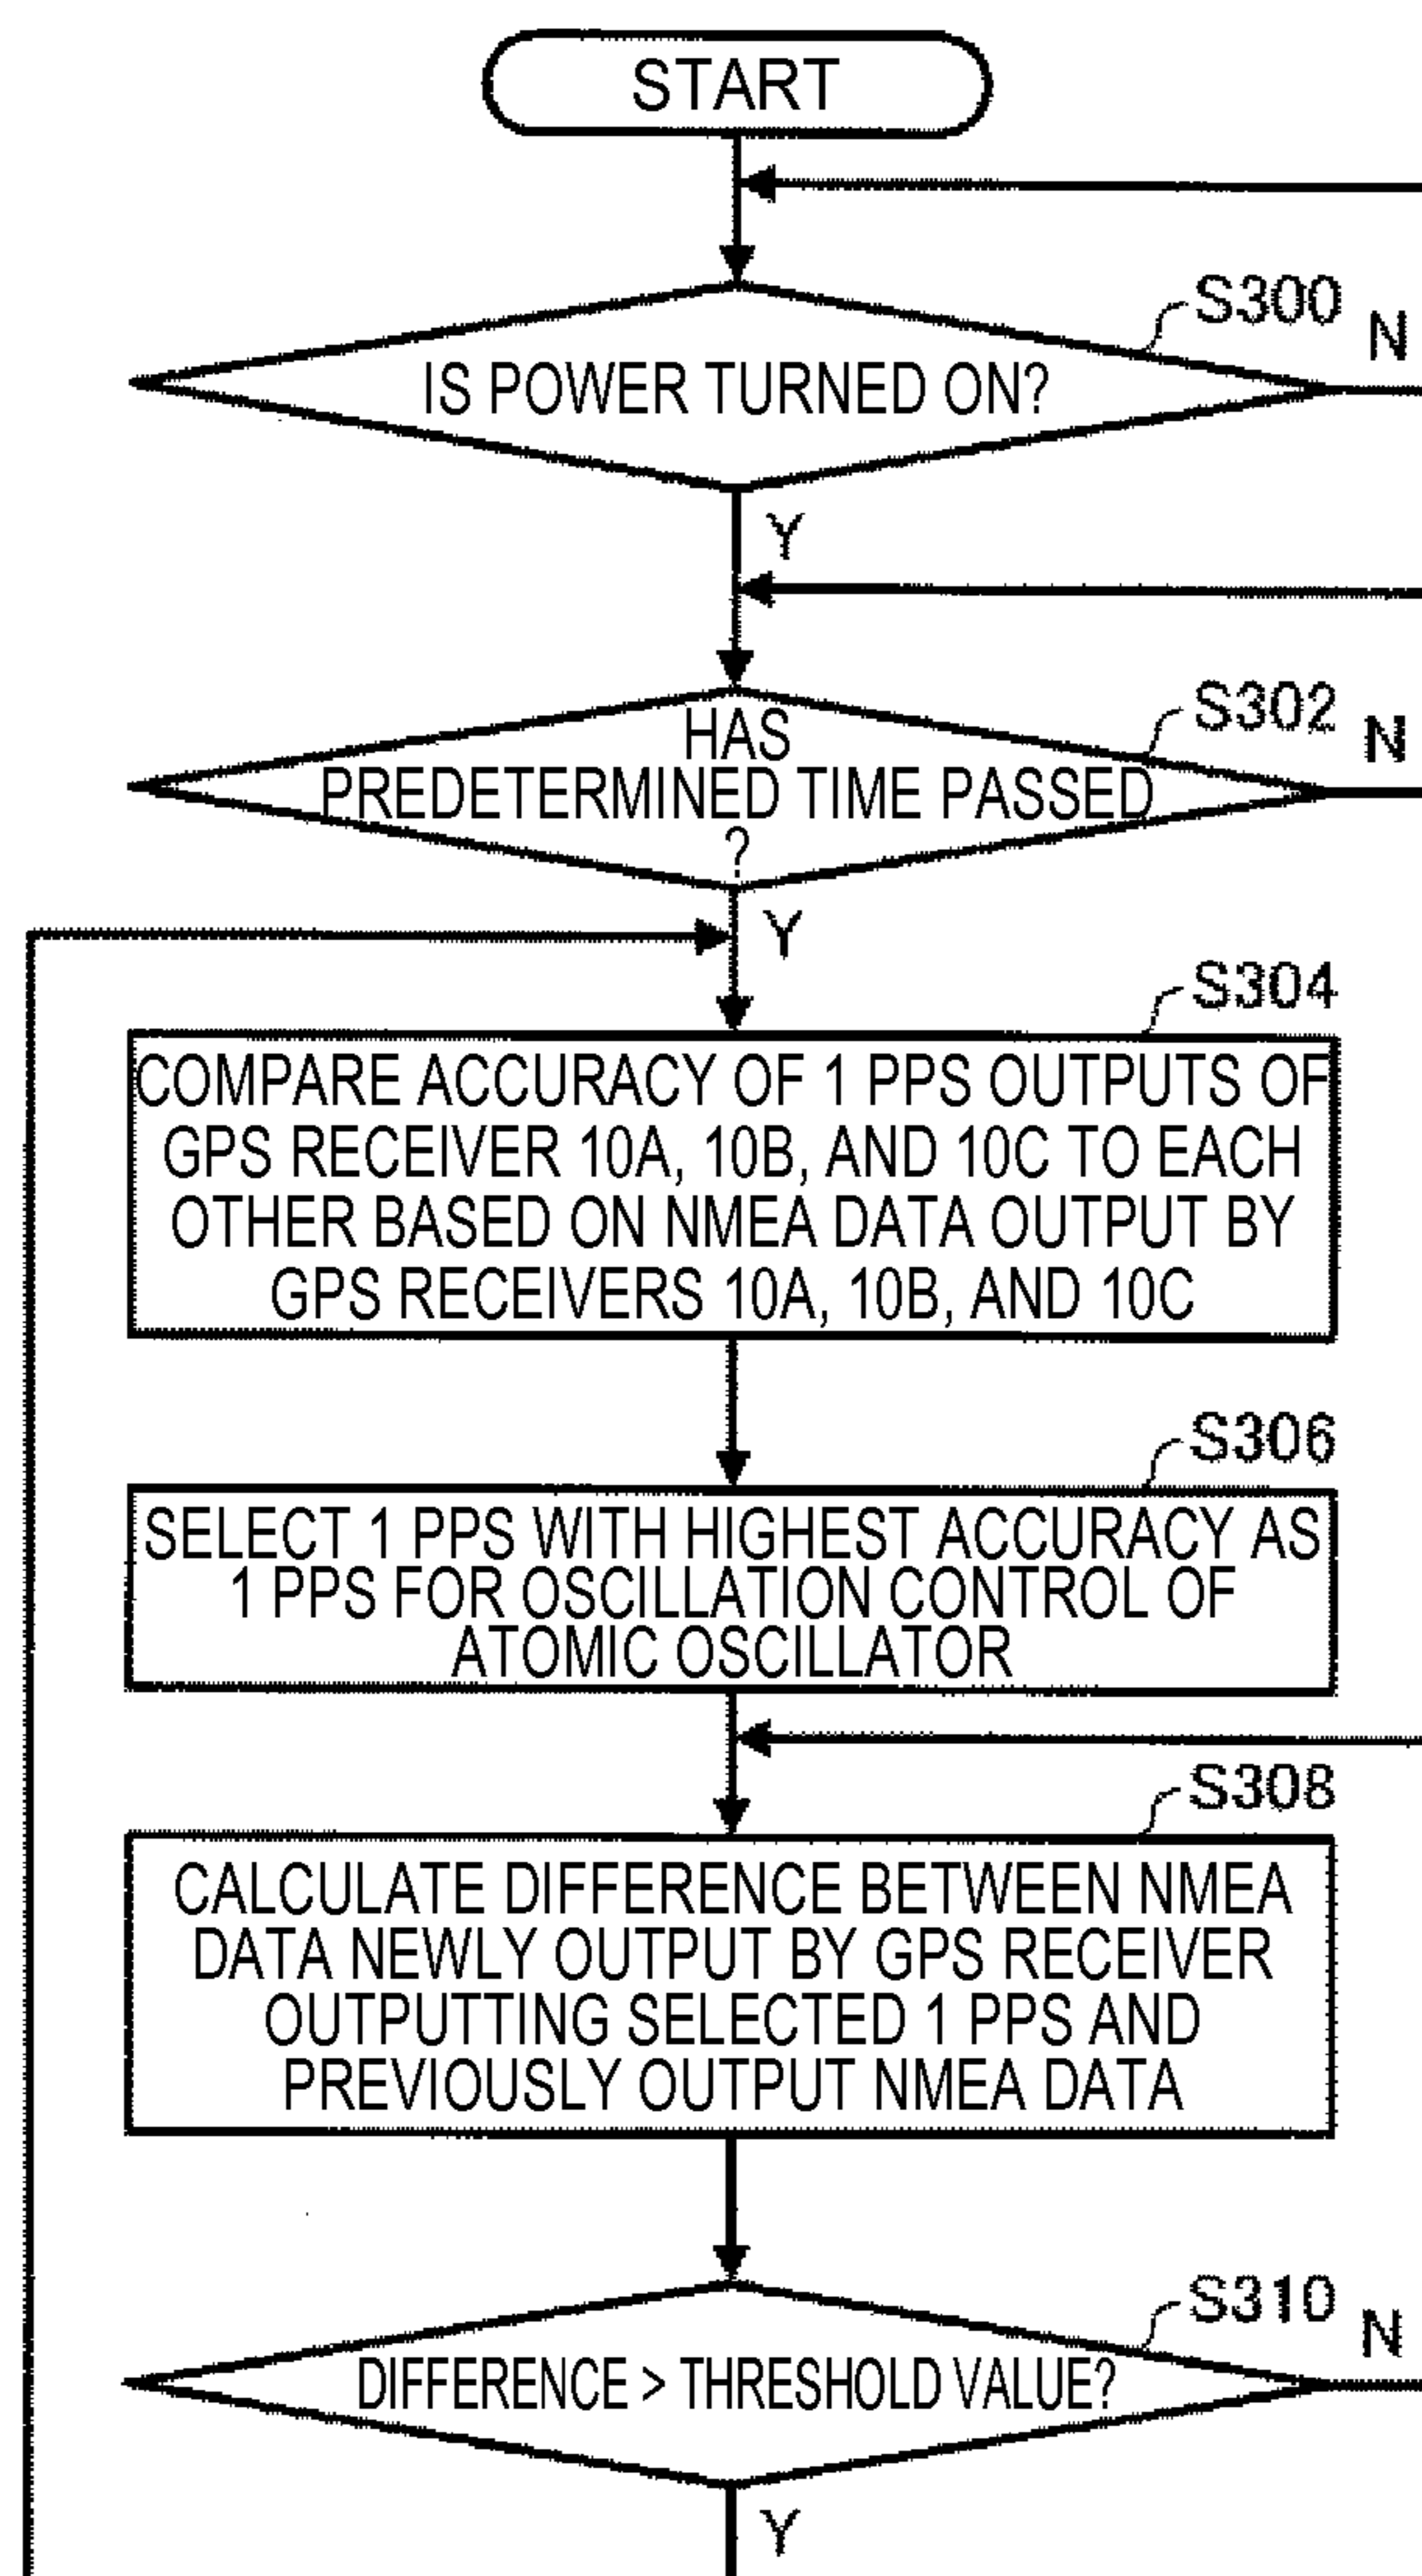 START
S300
N
IS POWER TURNED ON?
Y
S302
N
HAS
PREDETERMINED TIME PASSED
?
Y
S304
COMPARE ACCURACY OF 1 PPS OUTPUTS OF
GPS RECEIVER 10A, 10B, AND 10C TO EACH
OTHER BASED ON NMEA DATA OUTPUT BY
GPS RECEIVERS 10A, 10B, AND 10C
S306
SELECT 1 PPS WITH HIGHEST ACCURACY AS
1 PPS FOR OSCILLATION CONTROL OF
ATOMIC OSCILLATOR
S308
CALCULATE DIFFERENCE BETWEEN NMEA
DATA NEWLY OUTPUT BY GPS RECEIVER
OUTPUTTING SELECTED 1 PPS AND
PREVIOUSLY OUTPUT NMEA DATA
S310
N
DIFFERENCE > THRESHOLD VALUE?
Y